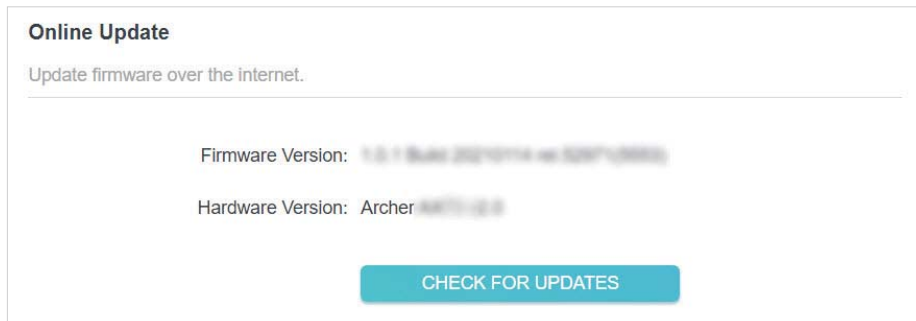 Online Update
Update firmware over the internet.
Firmware Version:
Hardware Version: Archer
CHECK FOR UPDATES